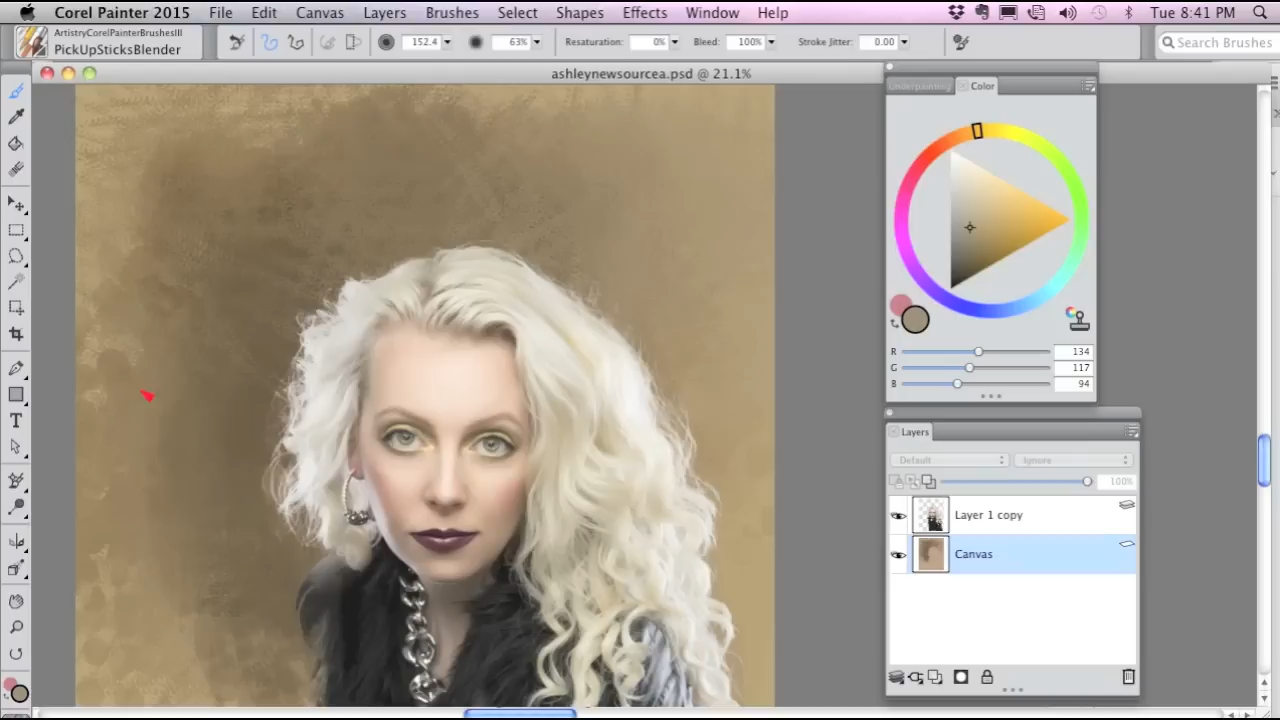 Corel Painter 2015 File Edit Canvas Layers Brushes Select Shapes Effects Window Help Tue 8:41 PM
ArtistryCorelPainterBrushesIII
PickUpSticksBlender
152.4 63% Resaturation: 0% Bleed: 100% Stroke Jitter: 0.00 Search Brushes
ashleynewsourcea.psd @ 21.1%
Underpainting Color
R 134
G 117
B 94
Layers
Default Ignore
100%
Layer 1 copy
Canvas
T